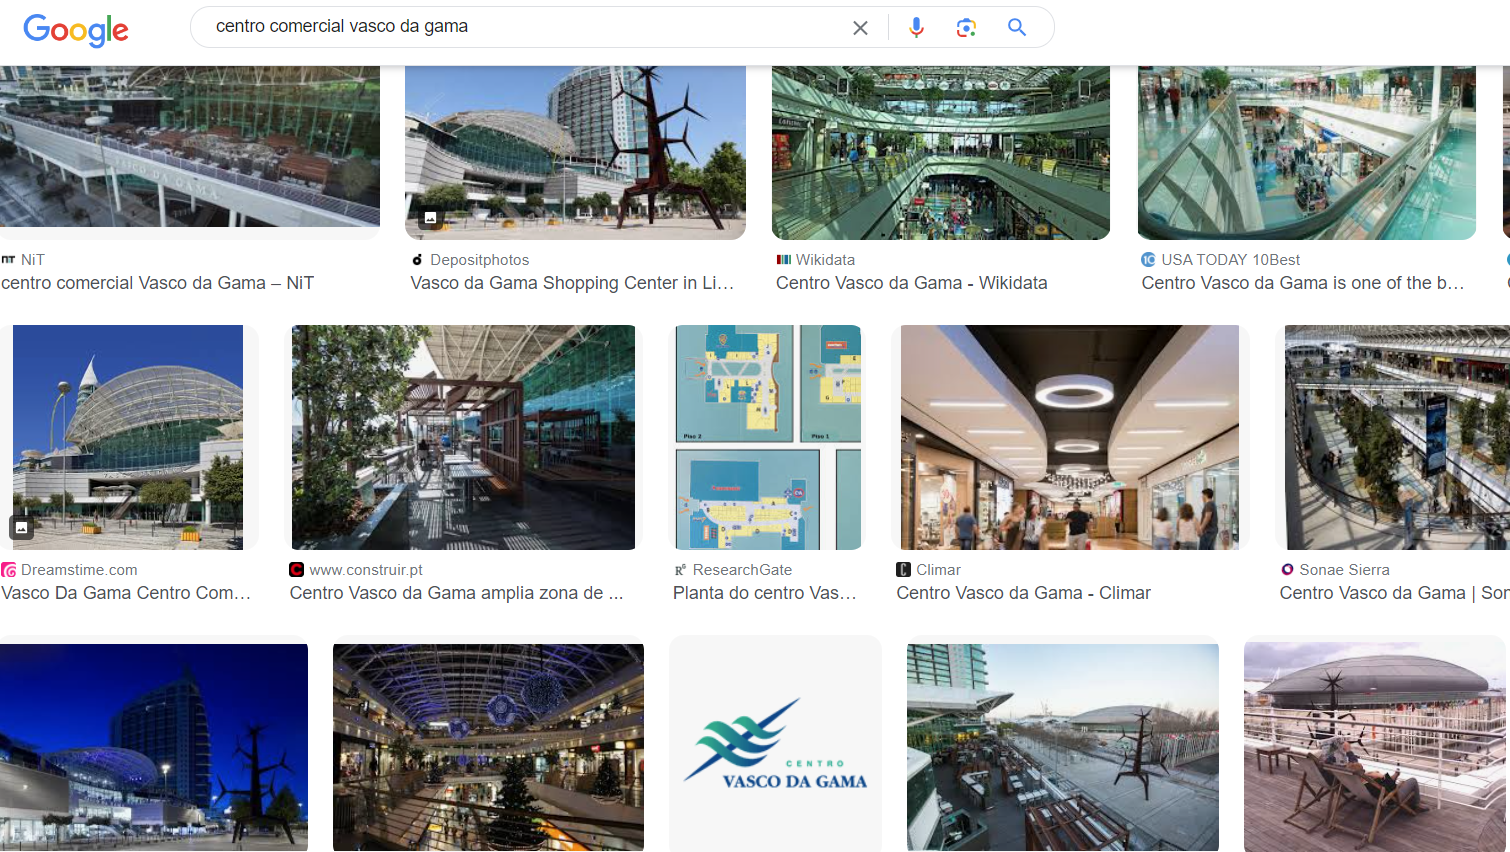 Google
centro comercial vasco da gama
VASCO DA GAMA
NiT
centro comercial Vasco da Gama – NiT
Depositphotos
Vasco da Gama Shopping Center in Li…
Wikidata
Centro Vasco da Gama - Wikidata
USA TODAY 10Best
Centro Vasco da Gama is one of the b…
Piso 2
Piso 1
Dreamstime.com
Vasco Da Gama Centro Com…
www.construir.pt
Centro Vasco da Gama amplia zona de ...
ResearchGate
Planta do centro Vas…
Climar
Centro Vasco da Gama - Climar
Sonae Sierra
Centro Vasco da Gama | Son
CENTRO
VASCO DA GAMA